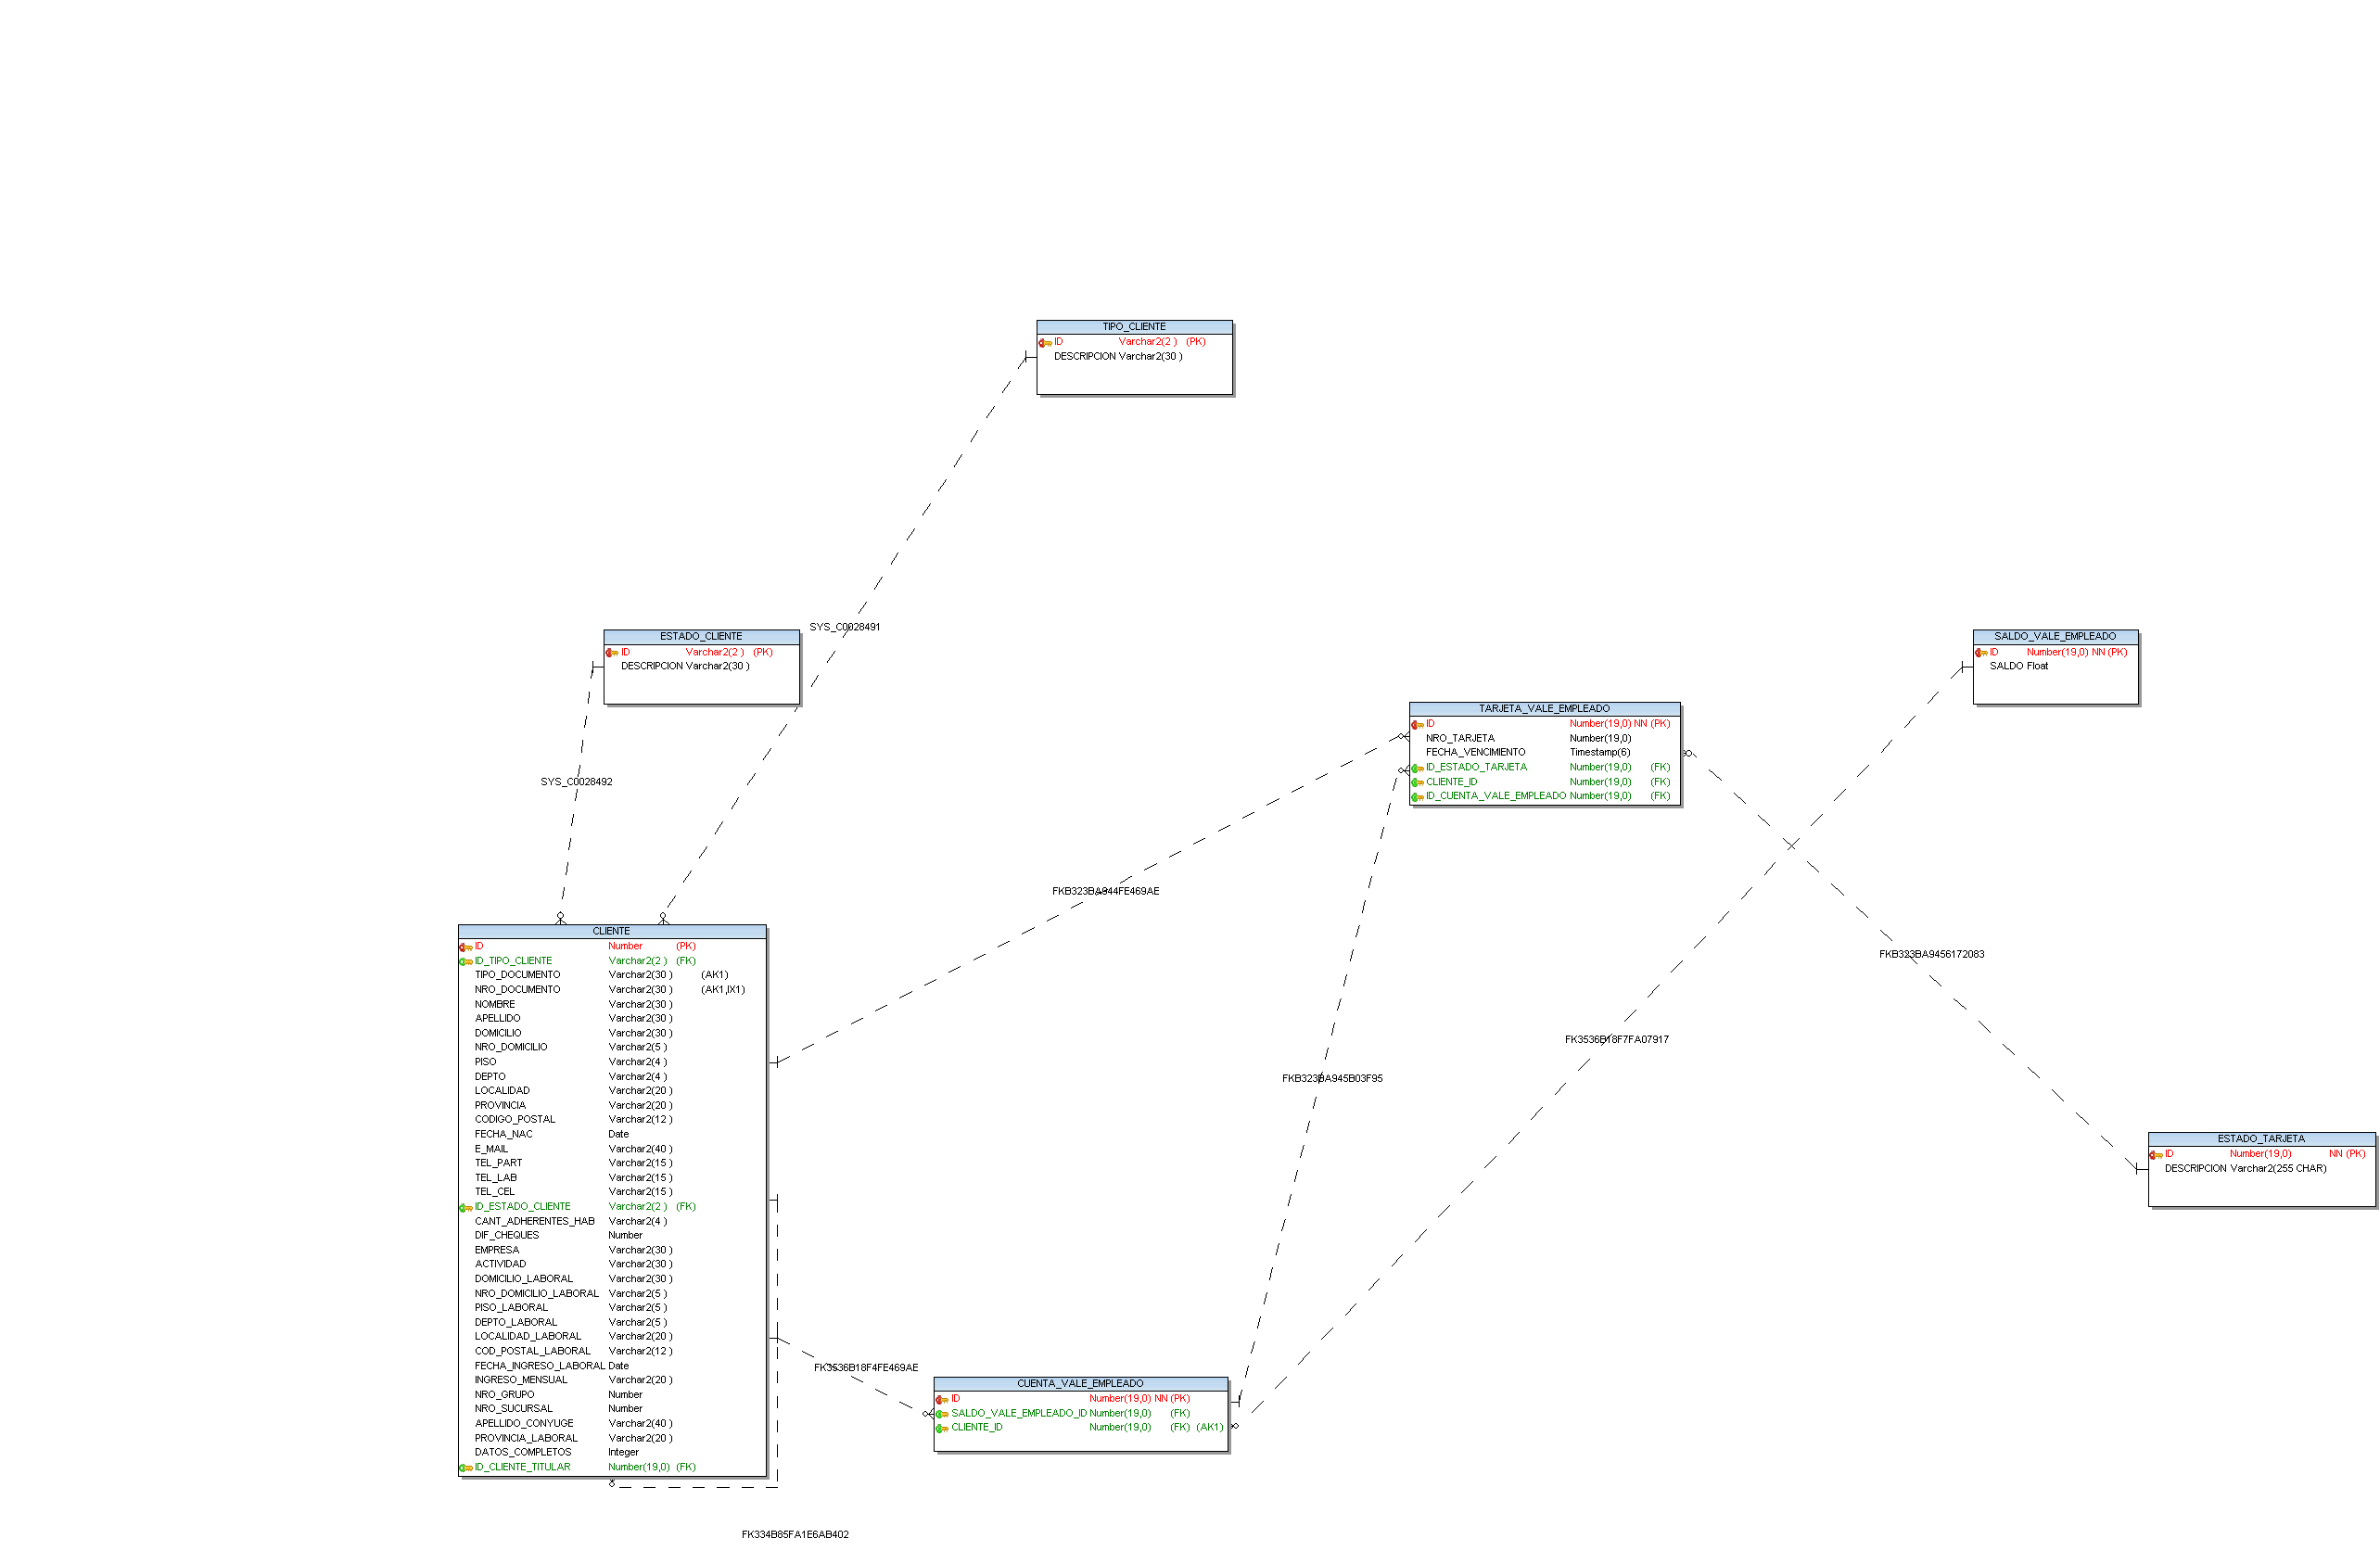 TIPO_CLIENTE
ID Varchar2(2 ) (PK)
DESCRIPCION Varchar2(30 )
SYS_C0028491
ESTADO_CLIENTE
ID Varchar2(2 ) (PK)
DESCRIPCION Varchar2(30 )
SYS_C0028492
SALDO_VALE_EMPLEADO
ID Number(19,0) NN (PK)
SALDO Float
TARJETA_VALE_EMPLEADO
ID Number(19,0) NN (PK)
NRO_TARJETA Number(19,0)
FECHA_VENCIMIENTO Timestamp(6)
ID_ESTADO_TARJETA Number(19,0) (FK)
CLIENTE_ID Number(19,0) (FK)
ID_CUENTA_VALE_EMPLEADO Number(19,0) (FK)
FKB323BA944FE469AE
FKB323BA9456172083
FK3536B18F7FA07917
FKB323BA945B03F95
CLIENTE
ID Number (PK)
ID_TIPO_CLIENTE Varchar2(2 ) (FK)
TIPO_DOCUMENTO Varchar2(30 ) (AK1)
NRO_DOCUMENTO Varchar2(30 ) (AK1,IX1)
NOMBRE Varchar2(30 )
APELLIDO Varchar2(30 )
DOMICILIO Varchar2(30 )
NRO_DOMICILIO Varchar2(5 )
PISO Varchar2(4 )
DEPTO Varchar2(4 )
LOCALIDAD Varchar2(20 )
PROVINCIA Varchar2(20 )
CODIGO_POSTAL Varchar2(12 )
FECHA_NAC Date
E_MAIL Varchar2(40 )
TEL_PART Varchar2(15 )
TEL_LAB Varchar2(15 )
TEL_CEL Varchar2(15 )
ID_ESTADO_CLIENTE Varchar2(2 ) (FK)
CANT_ADHERENTES_HAB Varchar2(4 )
DIF_CHEQUES Number
EMPRESA Varchar2(30 )
ACTIVIDAD Varchar2(30 )
DOMICILIO_LABORAL Varchar2(30 )
NRO_DOMICILIO_LABORAL Varchar2(5 )
PISO_LABORAL Varchar2(5 )
DEPTO_LABORAL Varchar2(5 )
LOCALIDAD_LABORAL Varchar2(20 )
COD_POSTAL_LABORAL Varchar2(12 )
FECHA_INGRESO_LABORAL Date
INGRESO_MENSUAL Varchar2(20 )
NRO_GRUPO Number
NRO_SUCURSAL Number
APELLIDO_CONYUGE Varchar2(40 )
PROVINCIA_LABORAL Varchar2(20 )
DATOS_COMPLETOS Integer
ID_CLIENTE_TITULAR Number(19,0) (FK)
ESTADO_TARJETA
ID Number(19,0) NN (PK)
DESCRIPCION Varchar2(255 CHAR)
FK3536B18F4FE469AE
CUENTA_VALE_EMPLEADO
ID Number(19,0) NN (PK)
SALDO_VALE_EMPLEADO_ID Number(19,0) (FK)
CLIENTE_ID Number(19,0) (FK) (AK1)
FK334B85FA1E6AB402